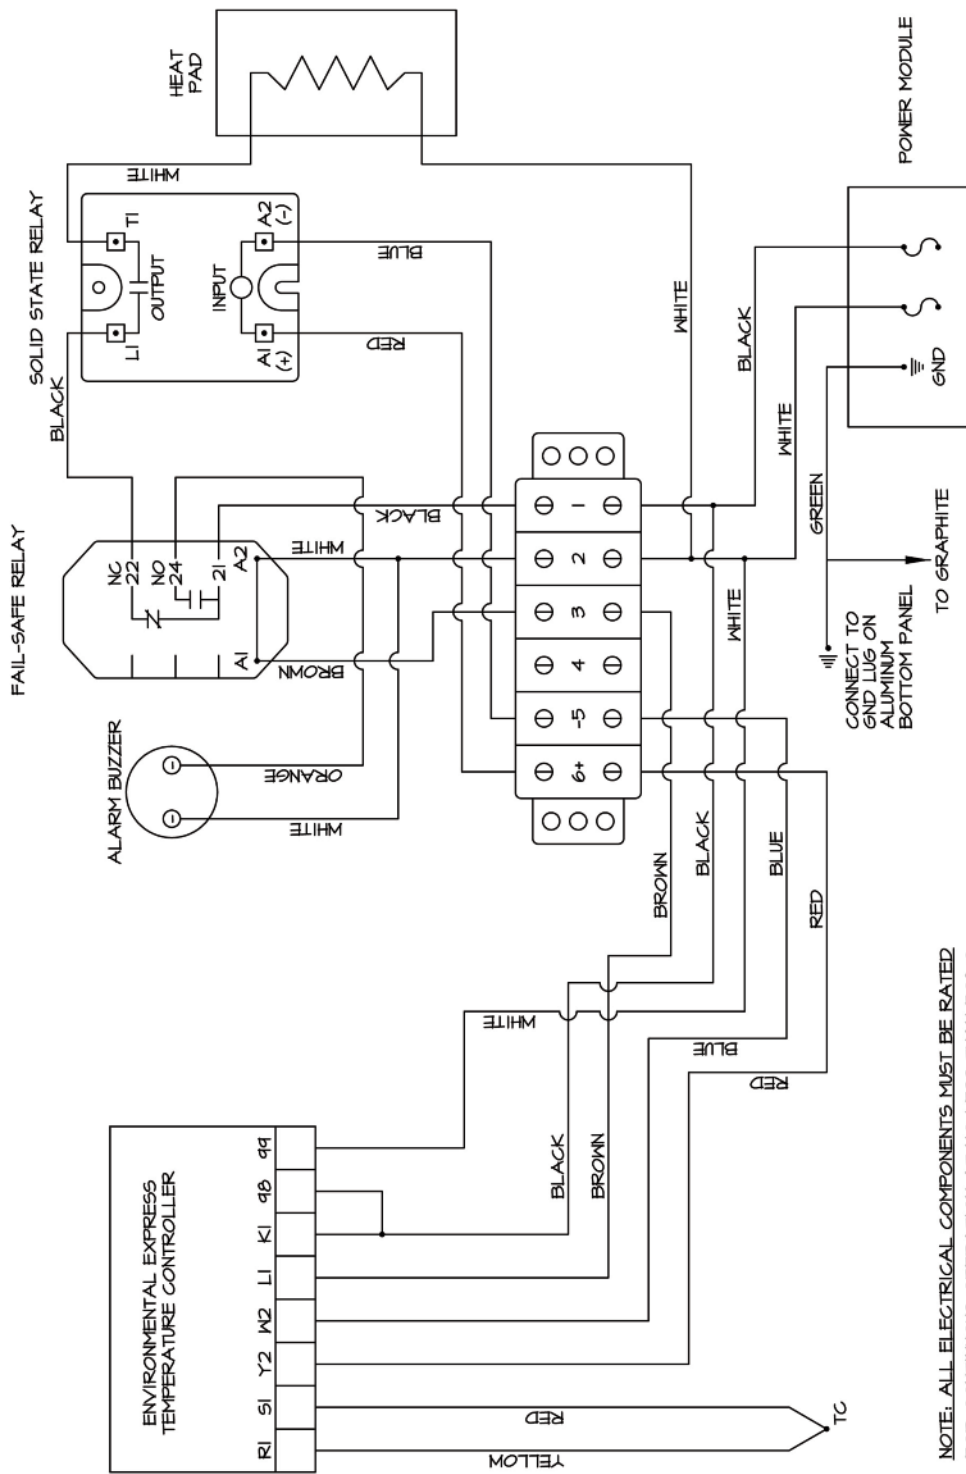 HEAT
PAD
WHITE
SOLID STATE RELAY
L1
T1
OUTPUT
INPUT
A1
(+)
A2
(-)
BLACK
RED
BLUE
WHITE
POWER MODULE
BLACK
WHITE
GREEN
GND
CONNECT TO
GND LUG ON
ALUMINUM
BOTTOM PANEL
TO GRAPHITE
FAIL-SAFE RELAY
NC
22
NO
24
21
A2
A1
BLACK
WHITE
BROWN
ALARM BUZZER
ORANGE
WHITE
1
2
3
4
-5
6+
WHITE
BROWN
BLACK
BLUE
RED
WHITE
BLUE
RED
BLACK
BROWN
ENVIRONMENTAL EXPRESS
TEMPERATURE CONTROLLER
R1
S1
Y2
W2
L1
K1
98
99
YELLOW
RED
TC
NOTE: ALL ELECTRICAL COMPONENTS MUST BE RATED